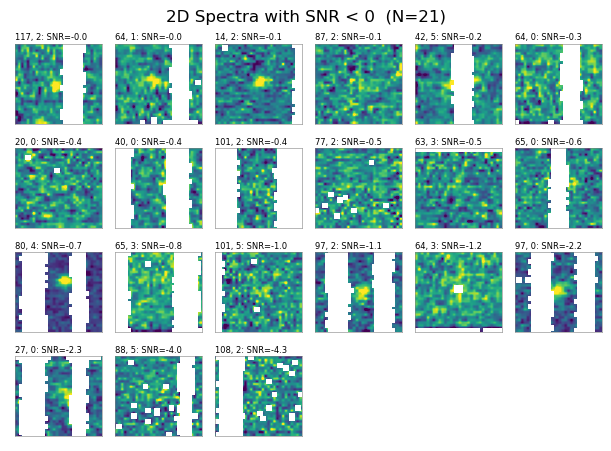 2D Spectra with SNR < 0  (N=21)
117, 2: SNR=-0.0
64, 1: SNR=-0.0
14, 2: SNR=-0.1
87, 2: SNR=-0.1
42, 5: SNR=-0.2
64, 0: SNR=-0.3
20, 0: SNR=-0.4
40, 0: SNR=-0.4
101, 2: SNR=-0.4
77, 2: SNR=-0.5
63, 3: SNR=-0.5
65, 0: SNR=-0.6
80, 4: SNR=-0.7
65, 3: SNR=-0.8
101, 5: SNR=-1.0
97, 2: SNR=-1.1
64, 3: SNR=-1.2
97, 0: SNR=-2.2
27, 0: SNR=-2.3
88, 5: SNR=-4.0
108, 2: SNR=-4.3